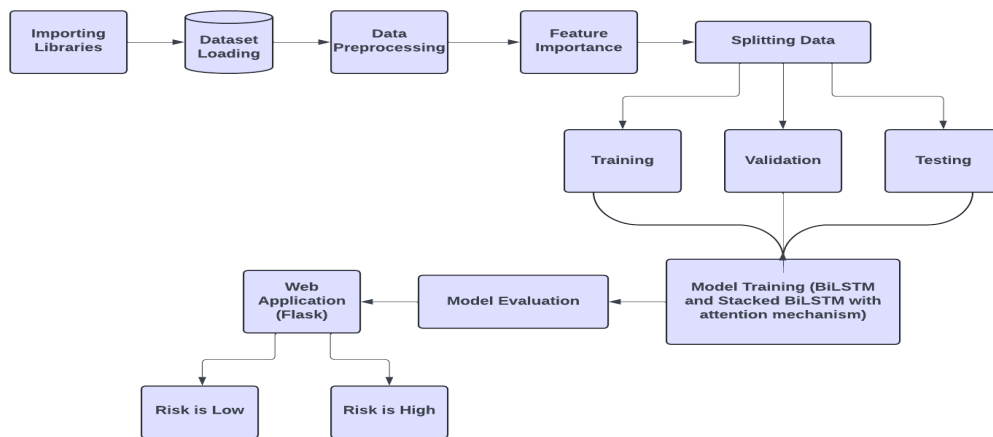 Importing
Libraries
Dataset
Loading
Data
Preprocessing
Feature
Importance
Splitting Data
Training
Validation
Testing
Model Training (BiLSTM
and Stacked BiLSTM with
attention mechanism)
Model Evaluation
Web
Application
(Flask)
Risk is Low
Risk is High